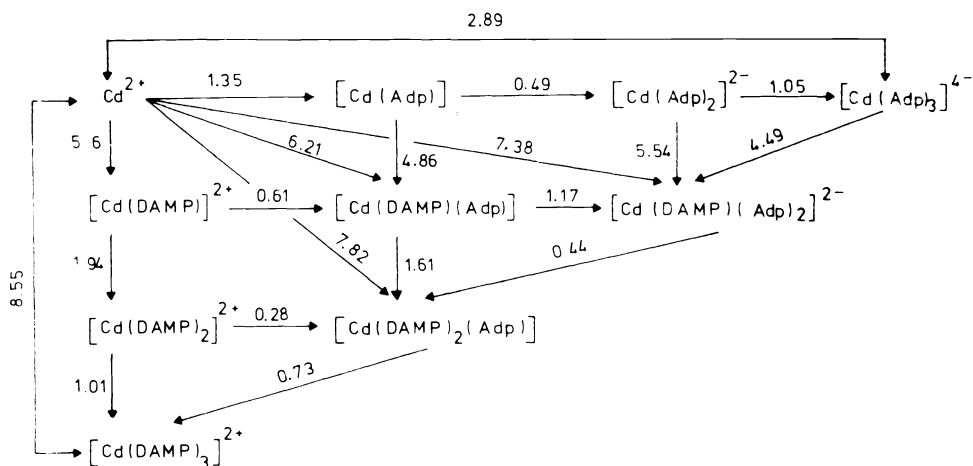 2.89
Cd2+ 1.35 [Cd(Adp)] 0.49 [Cd(Adp)2]2- 1.05 [Cd(Adp)3]4-
5.6 6.21 4.86 7.38 5.54 4.49
[Cd(DAMP)]2+ 0.61 [Cd(DAMP)(Adp)] 1.17 [Cd(DAMP)(Adp)2]2-
8.55 1.94 7.82 1.61 0.44
[Cd(DAMP)2]2+ 0.28 [Cd(DAMP)2(Adp)]
1.01 0.73
[Cd(DAMP)3]2+